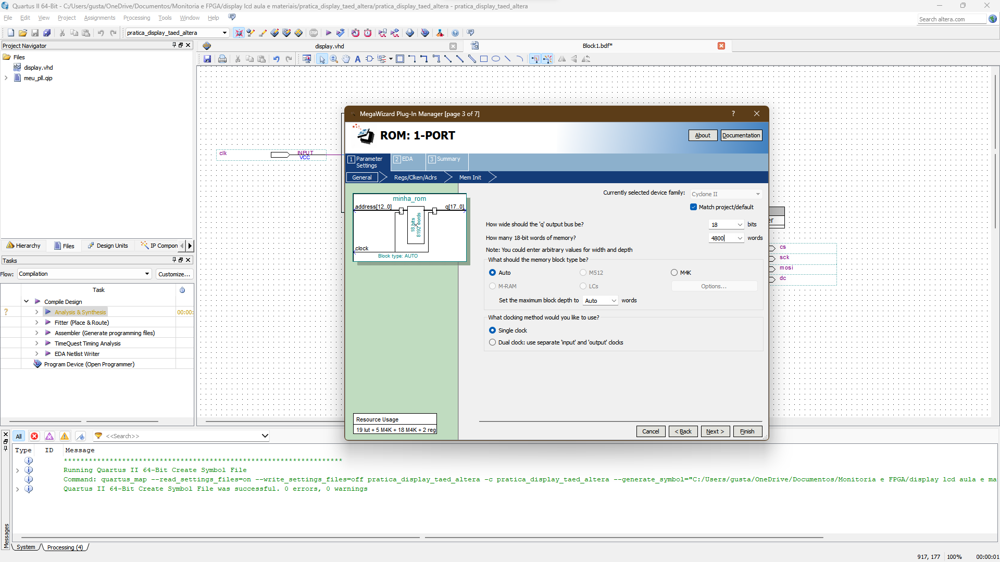 Quartus II 64-Bit - C:/Users/gusta/OneDrive/Documentos/Monitoria e FPGA/display lcd aula e materiais/pratica_display_taed_altera/pratica_display_taed_altera - pratica_display_taed_altera
File Edit View Project Assignments Processing Tools Window Help
Search altera.com
pratica_display_taed_altera
Project Navigator
display.vhd
Block1.bdf*
Files
display.vhd
meu_pll.qip
Hierarchy Files Design Units IP Compon
Tasks
Flow: Compilation Customize...
Task
Compile Design
Analysis & Synthesis 00:00:
Fitter (Place & Route)
Assembler (Generate programming files)
TimeQuest Timing Analysis
EDA Netlist Writer
Program Device (Open Programmer)
clk INPUT
VCC
er
cs
sck
mosi
dc
MegaWizard Plug-In Manager [page 3 of 7]
ROM: 1-PORT
About Documentation
1 Parameter Settings
2 EDA
3 Summary
General Regs/Clken/Aclrs Mem Init
minha_rom
address[12..0] q[17..0]
18 bits
8192 words
clock
Block type: AUTO
Currently selected device family: Cyclone II
Match project/default
How wide should the 'q' output bus be? 18 bits
How many 18-bit words of memory? 4800 words
Note: You could enter arbitrary values for width and depth
What should the memory block type be?
Auto M512 M4K
M-RAM LCs Options...
Set the maximum block depth to Auto words
What clocking method would you like to use?
Single clock
Dual clock: use separate 'input' and 'output' clocks
Resource Usage
19 lut + 5 M4K + 18 M4K + 2 reg
Cancel < Back Next > Finish
All <<Search>>
Type ID Message
*******************************************************************
Running Quartus II 64-Bit Create Symbol File
Command: quartus_map --read_settings_files=on --write_settings_files=off pratica_display_taed_altera -c pratica_display_taed_altera --generate_symbol="C:/Users/gusta/OneDrive/Documentos/Monitoria e FPGA/display lcd aula e ma
Quartus II 64-Bit Create Symbol File was successful. 0 errors, 0 warnings
Messages
System Processing (4)
917, 177 100% 00:00:01